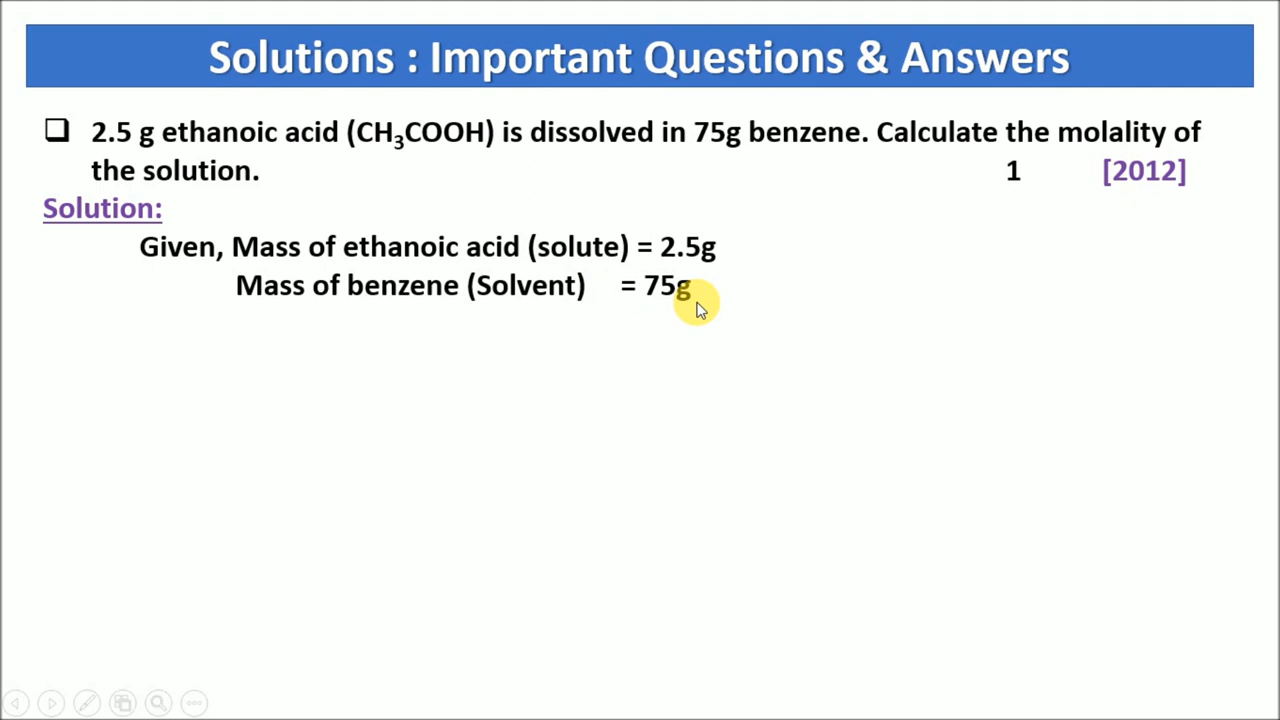 Solutions : Important Questions & Answers
❑ 2.5 g ethanoic acid (CH₃COOH) is dissolved in 75g benzene. Calculate the molality of
the solution. 1 [2012]
Solution:
Given, Mass of ethanoic acid (solute) = 2.5g
Mass of benzene (Solvent) = 75g